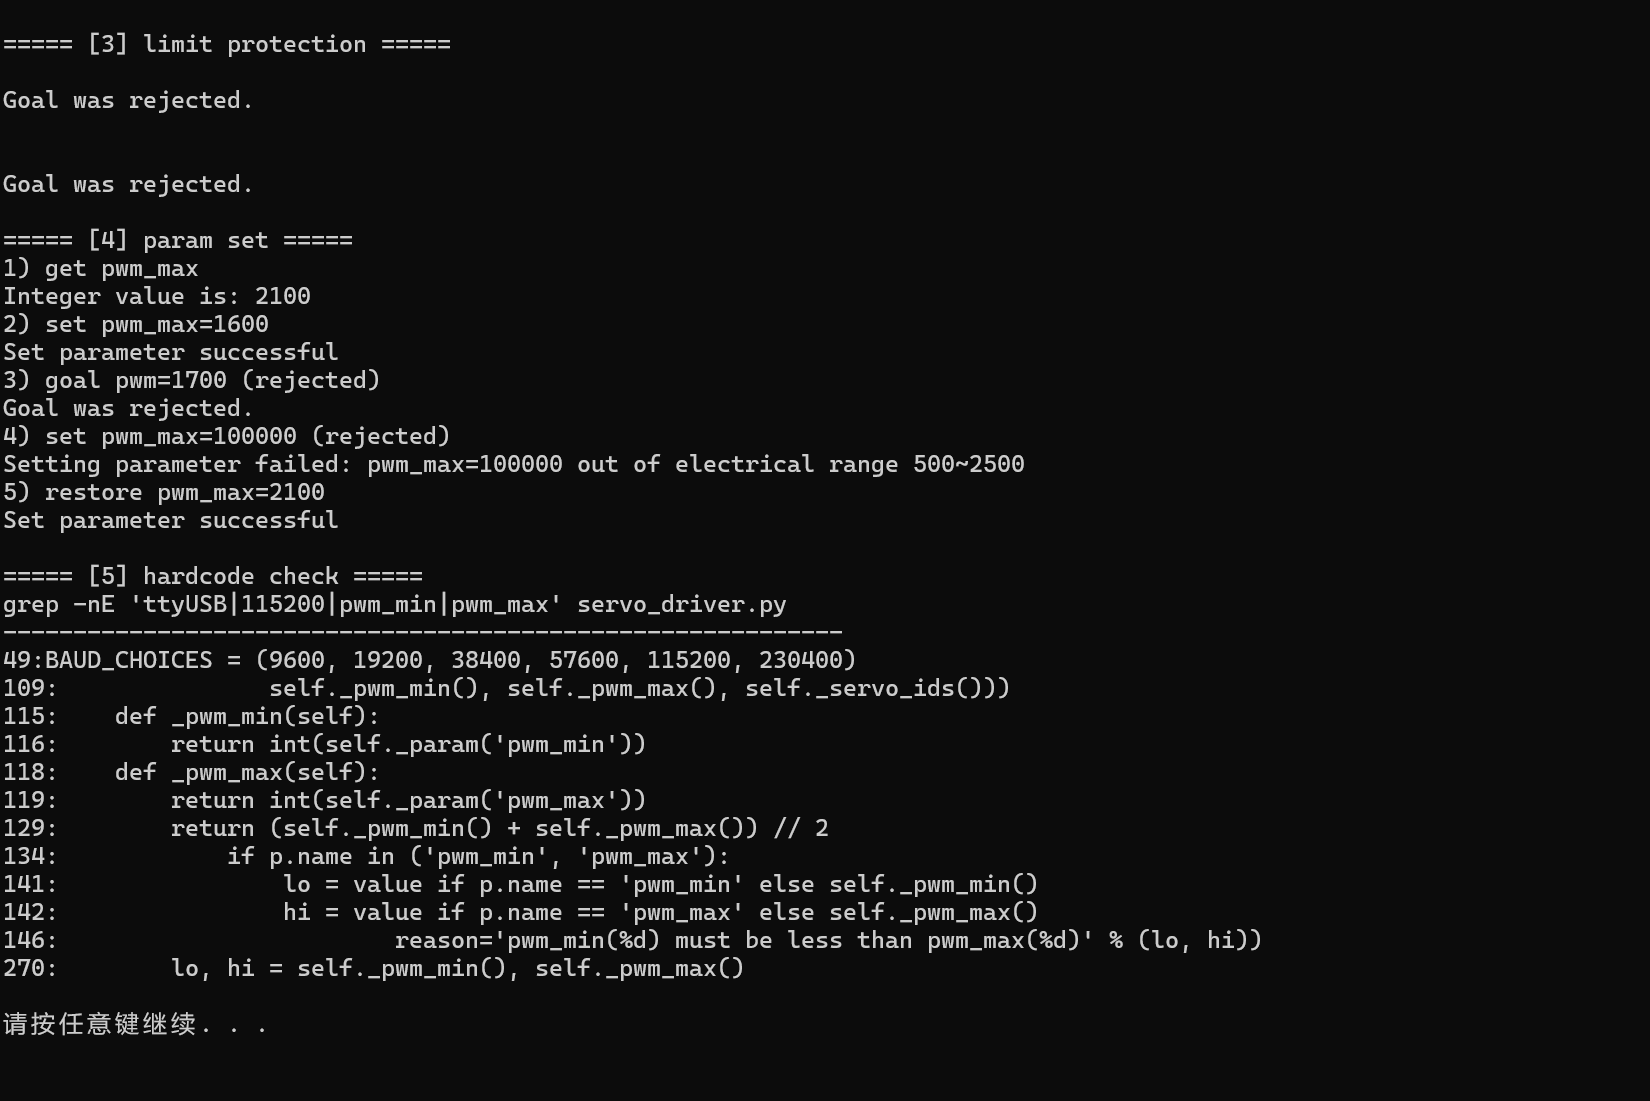 ===== [3] limit protection =====
Goal was rejected.
Goal was rejected.
===== [4] param set =====
1) get pwm_max
Integer value is: 2100
2) set pwm_max=1600
Set parameter successful
3) goal pwm=1700 (rejected)
Goal was rejected.
4) set pwm_max=100000 (rejected)
Setting parameter failed: pwm_max=100000 out of electrical range 500~2500
5) restore pwm_max=2100
Set parameter successful
===== [5] hardcode check =====
grep -nE 'ttyUSB|115200|pwm_min|pwm_max' servo_driver.py
------------------------------------------------------------
49:BAUD_CHOICES = (9600, 19200, 38400, 57600, 115200, 230400)
109:               self._pwm_min(), self._pwm_max(), self._servo_ids()))
115:    def _pwm_min(self):
116:        return int(self._param('pwm_min'))
118:    def _pwm_max(self):
119:        return int(self._param('pwm_max'))
129:        return (self._pwm_min() + self._pwm_max()) // 2
134:            if p.name in ('pwm_min', 'pwm_max'):
141:                lo = value if p.name == 'pwm_min' else self._pwm_min()
142:                hi = value if p.name == 'pwm_max' else self._pwm_max()
146:                        reason='pwm_min(%d) must be less than pwm_max(%d)' % (lo, hi))
270:        lo, hi = self._pwm_min(), self._pwm_max()
请按任意键继续. . .